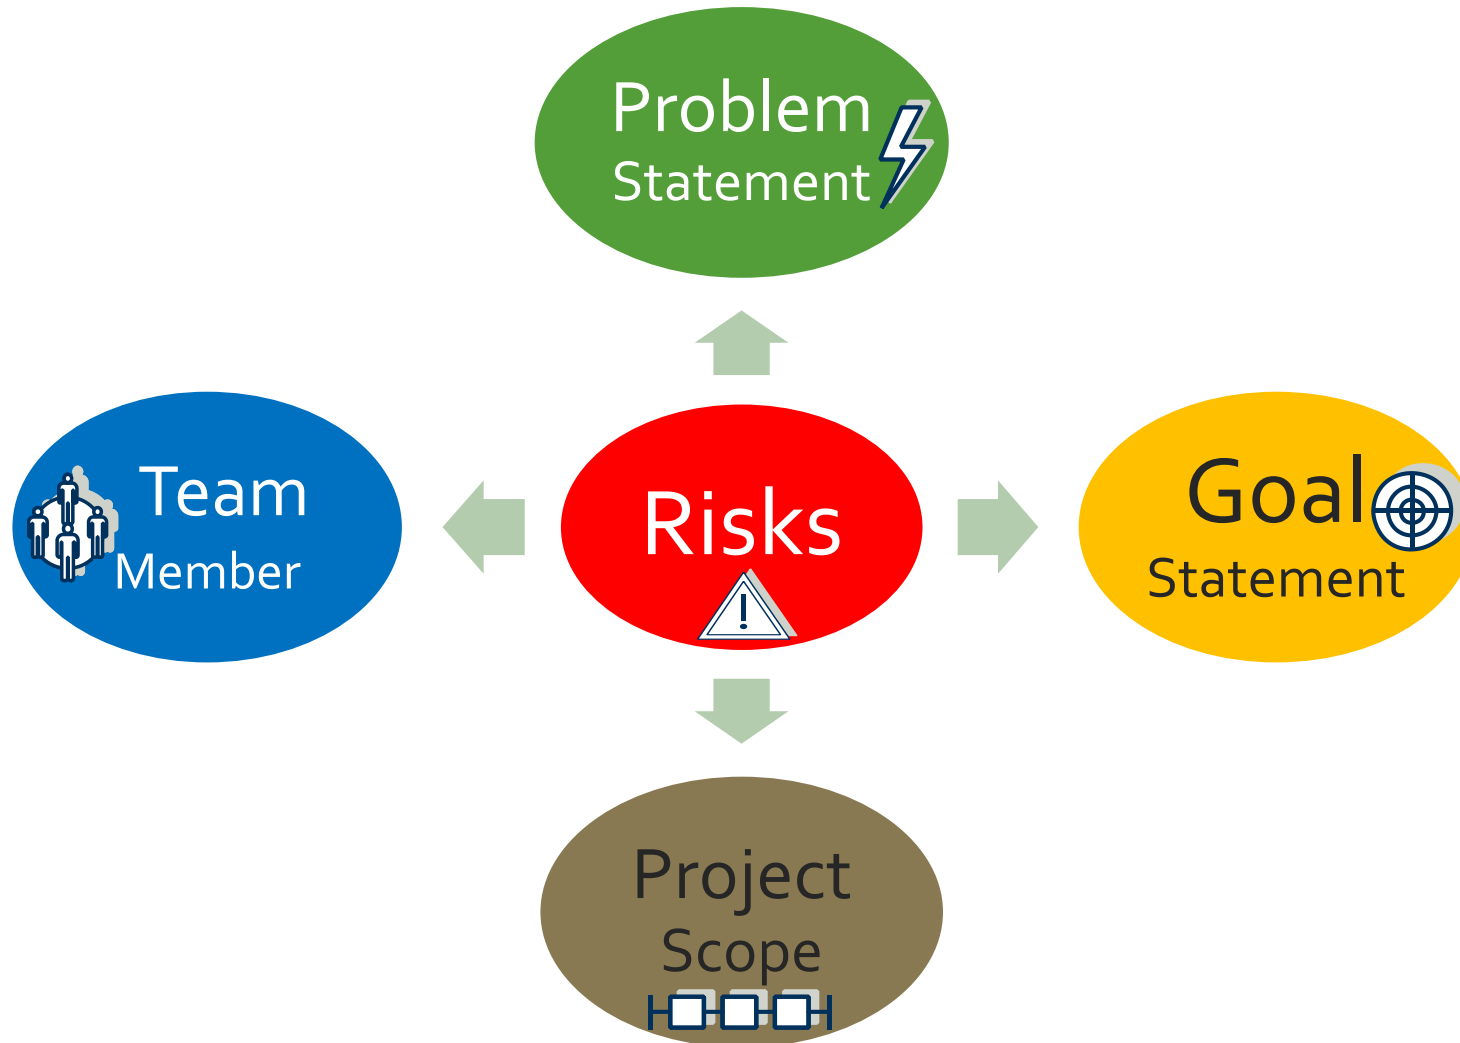 Problem
Statement
Team
Member
Risks
Goal
Statement
Project
Scope